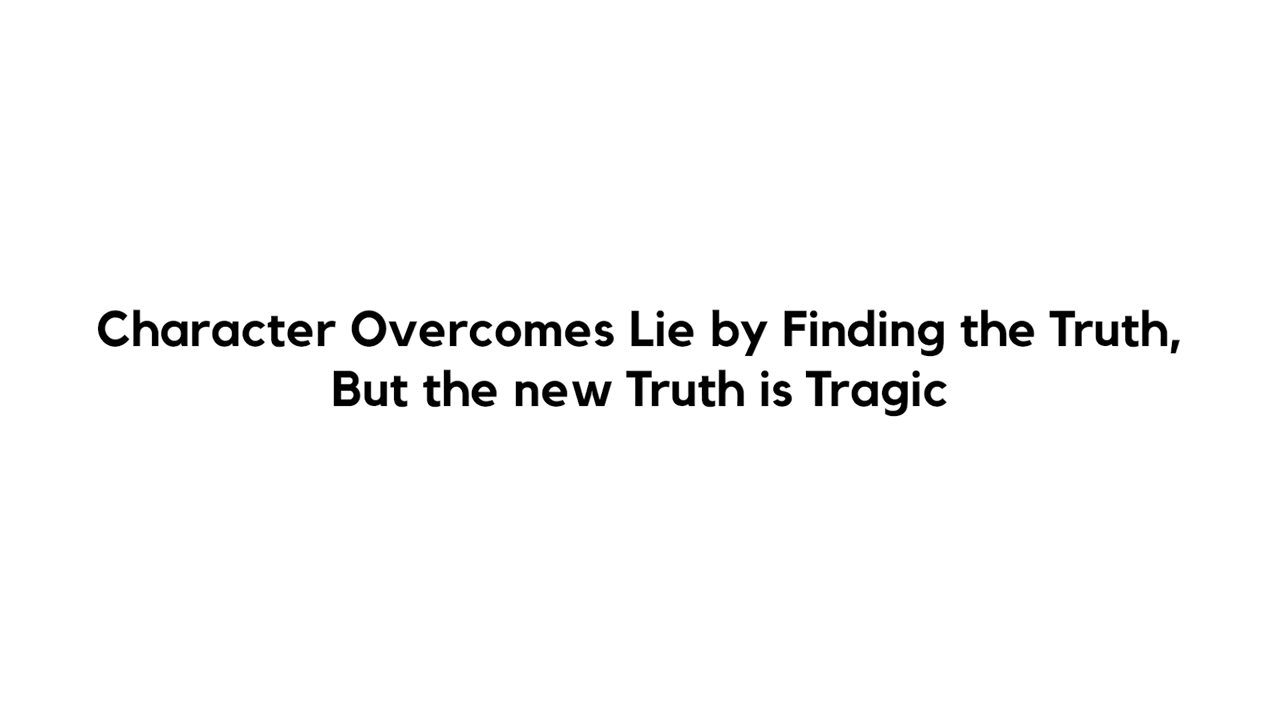 Character Overcomes Lie by Finding the Truth,
But the new Truth is Tragic